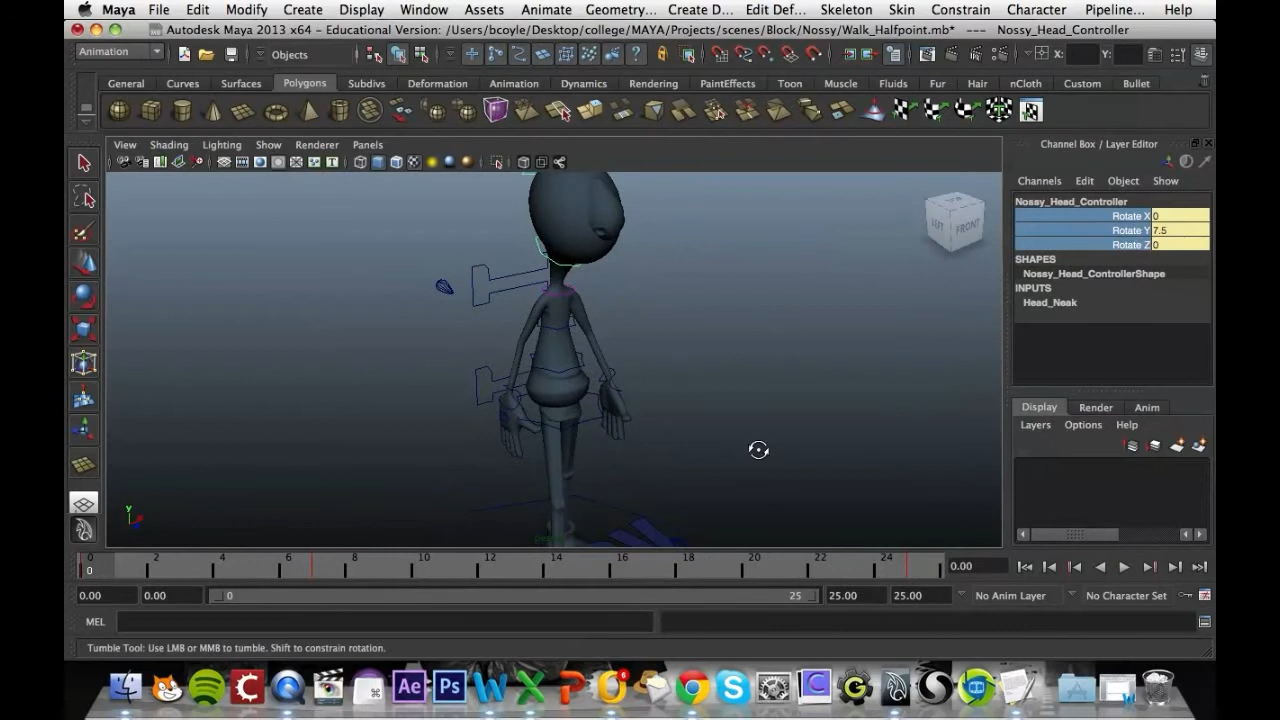 Maya File Edit Modify Create Display Window Assets Animate Geometry... Create D... Edit Def... Skeleton Skin Constrain Character Pipeline... Help
Autodesk Maya 2013 x64 - Educational Version: /Users/bcoyle/Desktop/college/MAYA/Projects/scenes/Block/Nossy/Walk_Halfpoint.mb* --- Nossy_Head_Controller
Animation Objects X: Y:
General Curves Surfaces Polygons Subdivs Deformation Animation Dynamics Rendering PaintEffects Toon Muscle Fluids Fur Hair nCloth Custom Bullet
View Shading Lighting Show Renderer Panels
Channel Box / Layer Editor
Channels Edit Object Show
Nossy_Head_Controller
Rotate X 0
Rotate Y 7.5
Rotate Z 0
SHAPES
Nossy_Head_ControllerShape
INPUTS
Head_Neak
LEFT FRONT
Display Render Anim
Layers Options Help
y
0 2 4 6 8 10 12 14 16 18 20 22 24
0 0.00
0.00 0.00 0 25 25.00 25.00 No Anim Layer No Character Set
MEL
Tumble Tool: Use LMB or MMB to tumble. Shift to constrain rotation.
Ae Ps W X P 6 S C G W